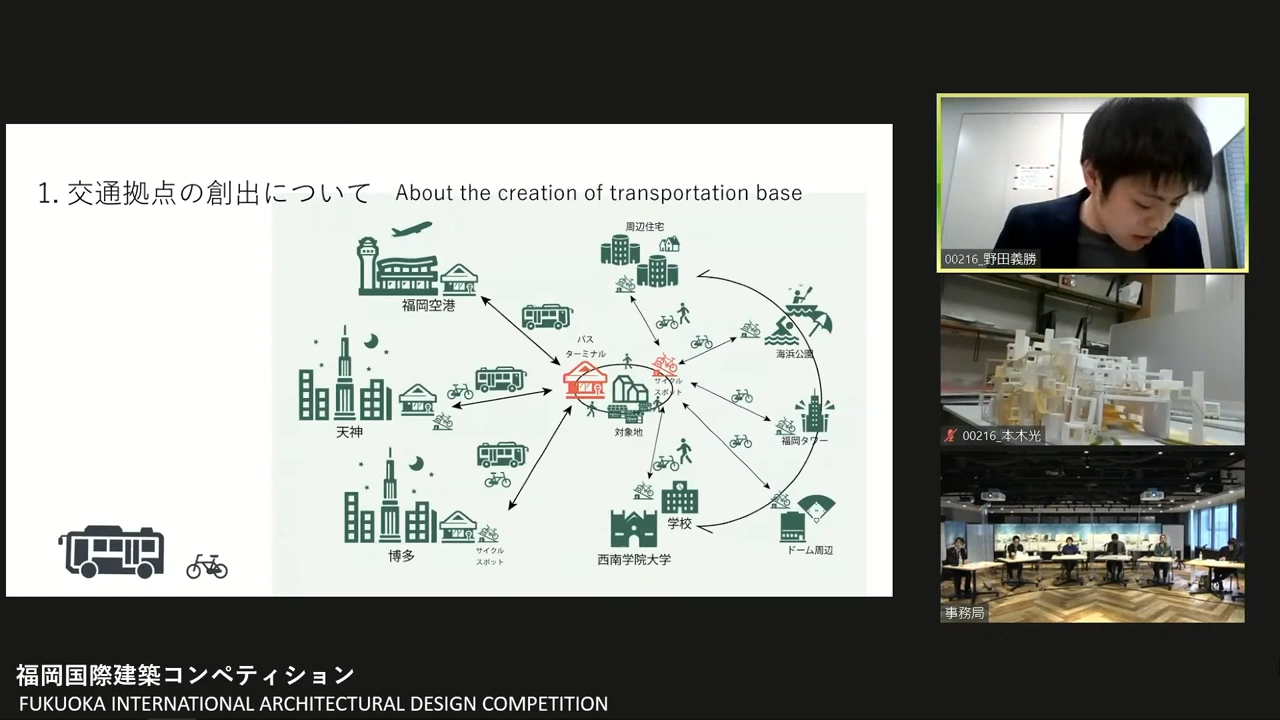 1. 交通拠点の創出について About the creation of transportation base
周辺住宅
福岡空港
バス
ターミナル
海浜公園
サイクル
スポット
天神
対象地
福岡タワー
学校
博多
サイクル
スポット
西南学院大学
ドーム周辺
00216_野田義勝
00216_本木光
事務局
福岡国際建築コンペティション
FUKUOKA INTERNATIONAL ARCHITECTURAL DESIGN COMPETITION